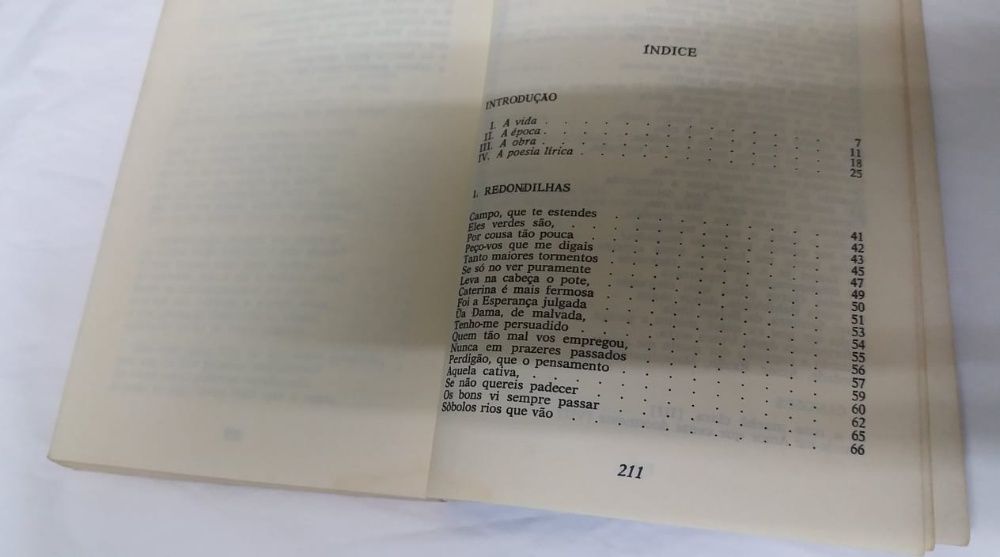 ÍNDICE
INTRODUÇAO
I. A vida . . . . . . . . . . . . 7
II. A época . . . . . . . . . . . . 11
III. A obra . . . . . . . . . . . . 18
IV. A poesia lírica . . . . . . . . . . . 25
I. REDONDILHAS
Campo, que te estendes . . . . . . . . . 41
Eles verdes são, . . . . . . . . . . 42
Por cousa tão pouca . . . . . . . . . . 43
Peço-vos que me digais . . . . . . . . . 45
Tanto maiores tormentos . . . . . . . . . 47
Se só no ver puramente . . . . . . . . . 49
Leva na cabeça o pote, . . . . . . . . . 50
Caterina é mais fermosa . . . . . . . . . 51
Foi a Esperança julgada . . . . . . . . . 53
Ũa Dama, de malvada, . . . . . . . . . 54
Tenho-me persuadido . . . . . . . . . . 55
Quem tão mal vos empregou, . . . . . . . . 56
Nunca em prazeres passados . . . . . . . . 57
Perdigão, que o pensamento . . . . . . . . 59
Aquela cativa, . . . . . . . . . . . 60
Se não quereis padecer . . . . . . . . . 62
Os bons vi sempre passar . . . . . . . . . 65
Sôbolos rios que vão . . . . . . . . . . 66
211